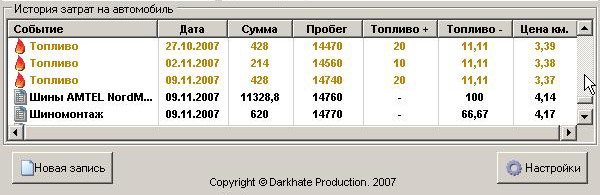 История затрат на автомобиль
Событие Дата Сумма Пробег Топливо + Топливо - Цена км.
Топливо 27.10.2007 428 14470 20 11,11 3,39
Топливо 02.11.2007 214 14560 10 11,11 3,38
Топливо 09.11.2007 428 14740 20 11,11 3,37
Шины AMTEL NordM... 09.11.2007 11328,8 14760 - 100 4,14
Шиномонтаж 09.11.2007 620 14770 - 66,67 4,17
Новая запись Настройки
Copyright © Darkhate Production. 2007